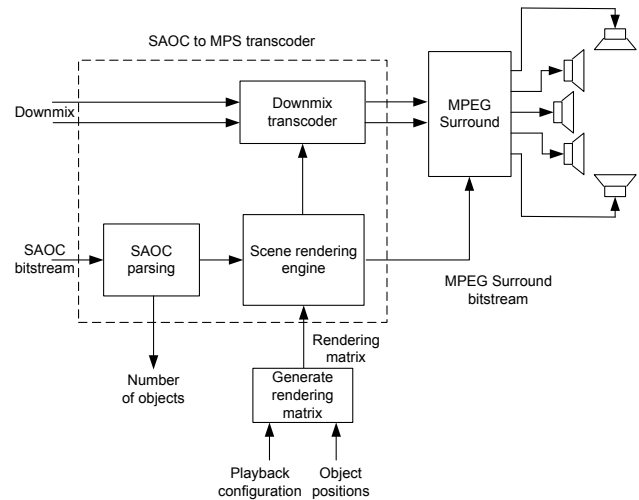 SAOC to MPS transcoder
Downmix
Downmix
transcoder
MPEG
Surround
SAOC
bitstream
SAOC
parsing
Scene rendering
engine
MPEG Surround
bitstream
Rendering
matrix
Number
of objects
Generate
rendering
matrix
Playback
configuration
Object
positions